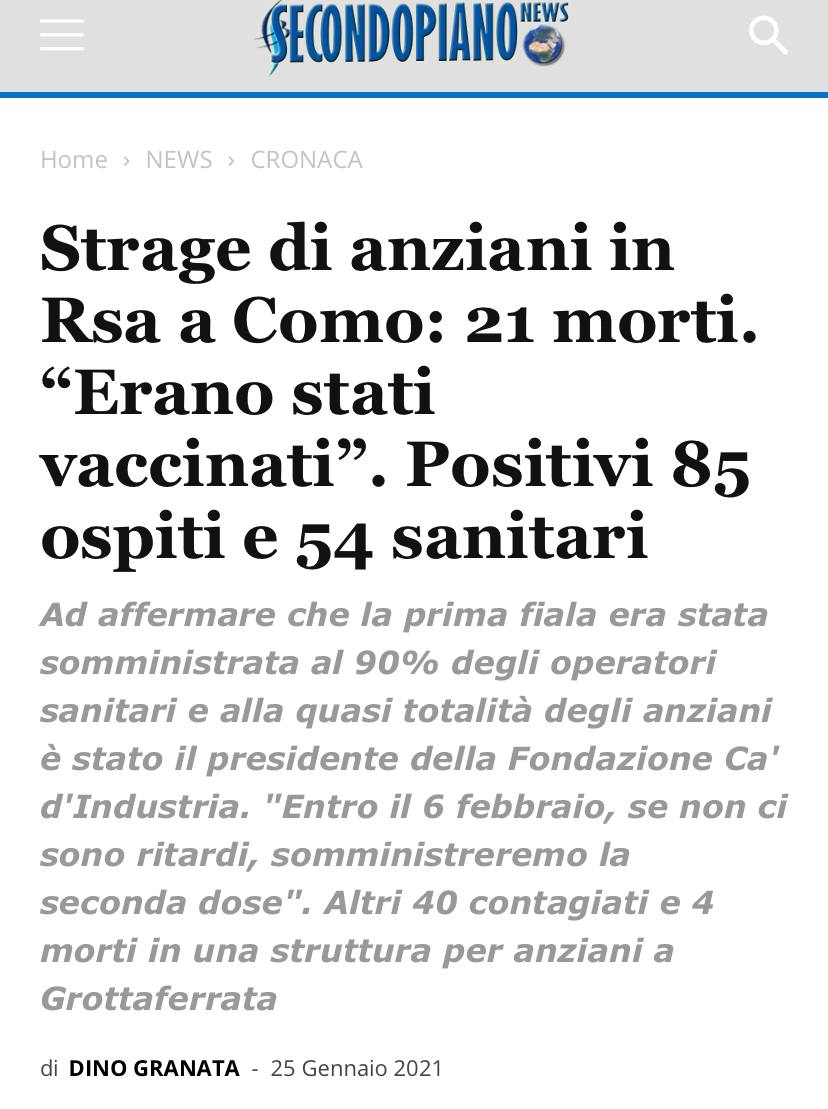 SECONDOPIANO NEWS
Home › NEWS › CRONACA
Strage di anziani in
Rsa a Como: 21 morti.
“Erano stati
vaccinati”. Positivi 85
ospiti e 54 sanitari
Ad affermare che la prima fiala era stata
somministrata al 90% degli operatori
sanitari e alla quasi totalità degli anziani
è stato il presidente della Fondazione Ca'
d'Industria. "Entro il 6 febbraio, se non ci
sono ritardi, somministreremo la
seconda dose". Altri 40 contagiati e 4
morti in una struttura per anziani a
Grottaferrata
di DINO GRANATA - 25 Gennaio 2021